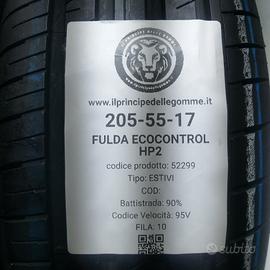 www.ilprincipedellegomme.it
205-55-17
FULDA ECOCONTROL
HP2
codice prodotto: 52299
Tipo: ESTIVI
COD:
Battistrada: 90%
Codice Velocità: 95V
FILA: 10
subito